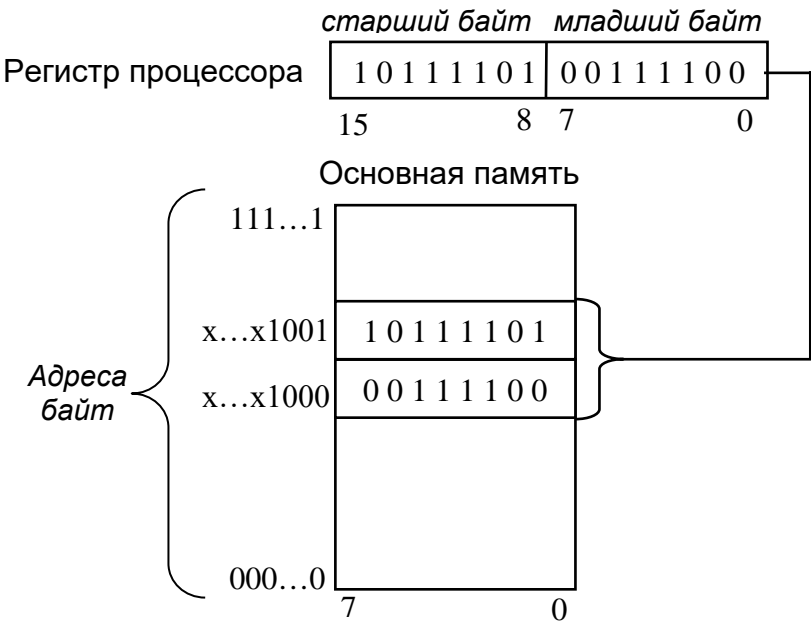 старший байт младший байт
Регистр процессора 1 0 1 1 1 1 0 1 0 0 1 1 1 1 0 0
15 8 7 0
Основная память
111…1
x…x1001 1 0 1 1 1 1 0 1
Адреса
байт
x…x1000 0 0 1 1 1 1 0 0
000…0
7 0